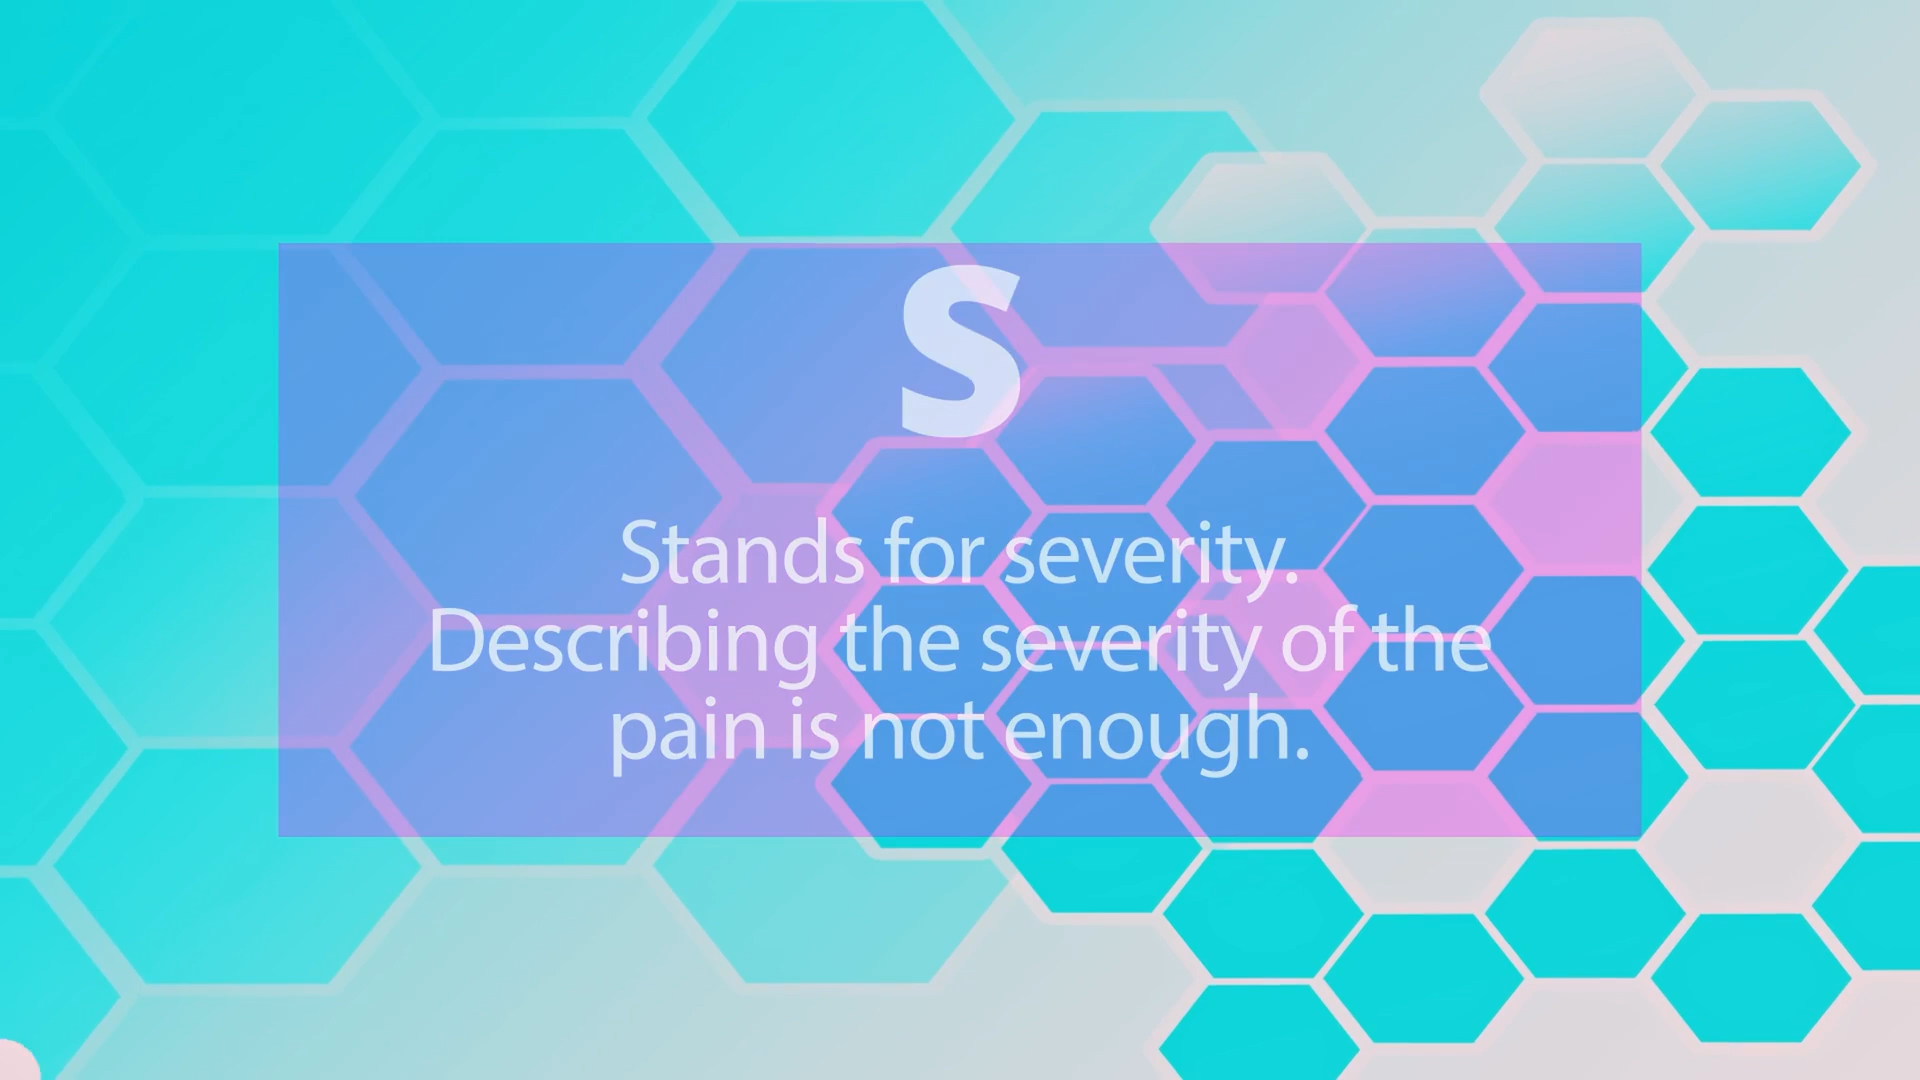 S
Stands for severity.
Describing the severity of the
pain is not enough.